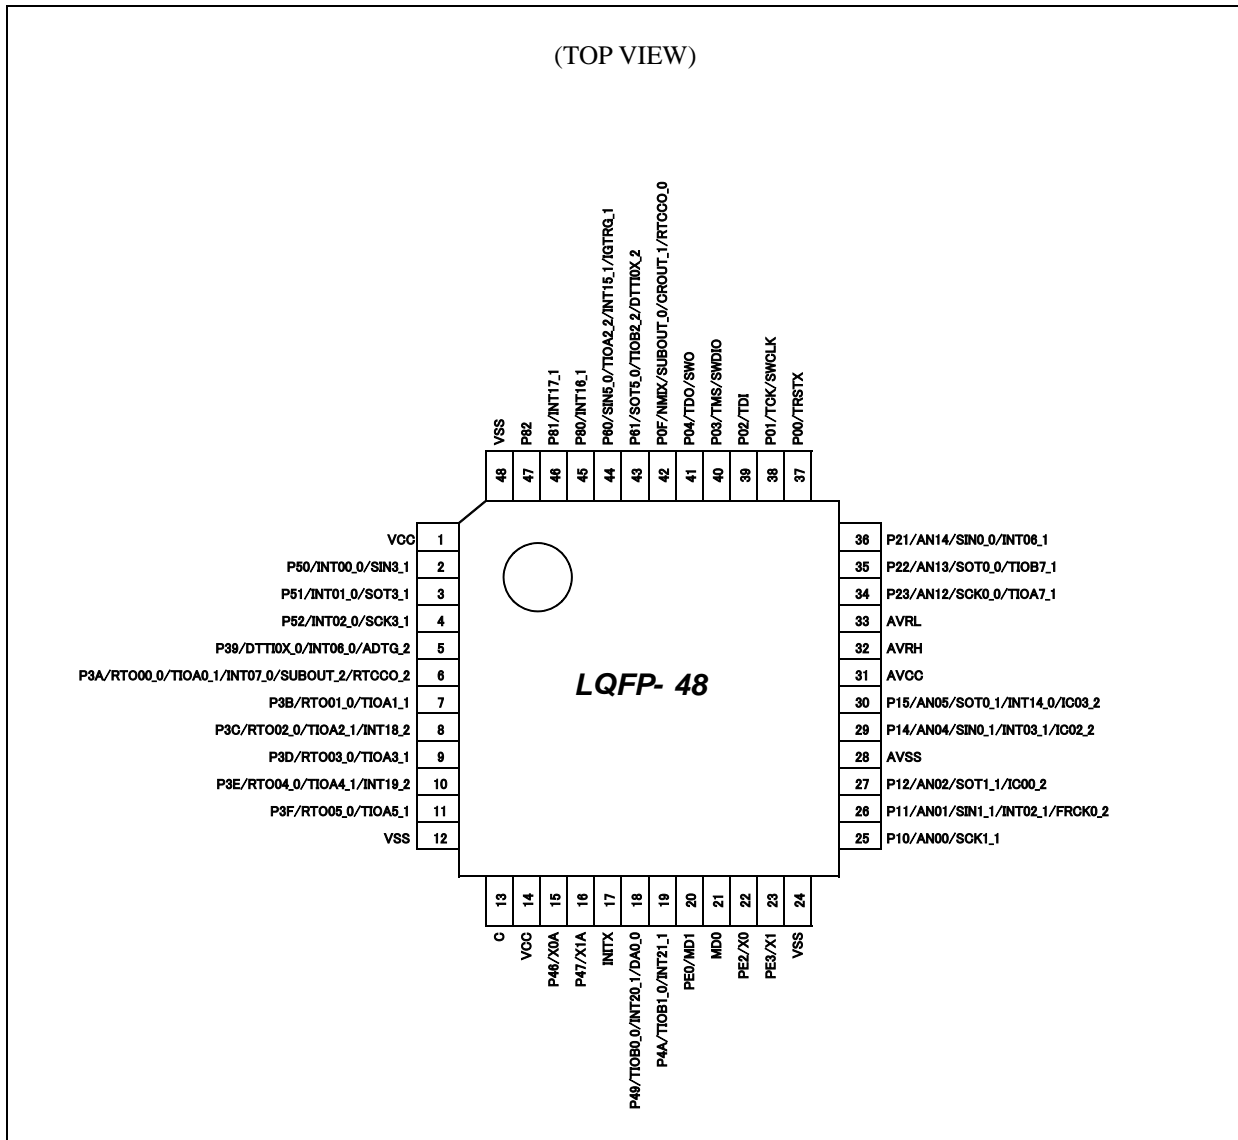 (TOP VIEW)
VSS
P82
P81/INT17_1
P80/INT16_1
P60/SIN5_0/TIOA2_2/INT15_1/IGTRG_1
P61/SOT5_0/TIOB2_2/DTTI0X_2
P0F/NMIX/SUBOUT_0/CROUT_1/RTCCO_0
P04/TDO/SWO
P03/TMS/SWDIO
P02/TDI
P01/TCK/SWCLK
P00/TRSTX
48
47
46
45
44
43
42
41
40
39
38
37
VCC 1
P50/INT00_0/SIN3_1 2
P51/INT01_0/SOT3_1 3
P52/INT02_0/SCK3_1 4
P39/DTTI0X_0/INT06_0/ADTG_2 5
P3A/RTO00_0/TIOA0_1/INT07_0/SUBOUT_2/RTCCO_2 6
P3B/RTO01_0/TIOA1_1 7
P3C/RTO02_0/TIOA2_1/INT18_2 8
P3D/RTO03_0/TIOA3_1 9
P3E/RTO04_0/TIOA4_1/INT19_2 10
P3F/RTO05_0/TIOA5_1 11
VSS 12
LQFP- 48
36 P21/AN14/SIN0_0/INT06_1
35 P22/AN13/SOT0_0/TIOB7_1
34 P23/AN12/SCK0_0/TIOA7_1
33 AVRL
32 AVRH
31 AVCC
30 P15/AN05/SOT0_1/INT14_0/IC03_2
29 P14/AN04/SIN0_1/INT03_1/IC02_2
28 AVSS
27 P12/AN02/SOT1_1/IC00_2
26 P11/AN01/SIN1_1/INT02_1/FRCK0_2
25 P10/AN00/SCK1_1
13
14
15
16
17
18
19
20
21
22
23
24
C
VCC
P46/X0A
P47/X1A
INITX
P49/TIOB0_0/INT20_1/DA0_0
P4A/TIOB1_0/INT21_1
PE0/MD1
MD0
PE2/X0
PE3/X1
VSS